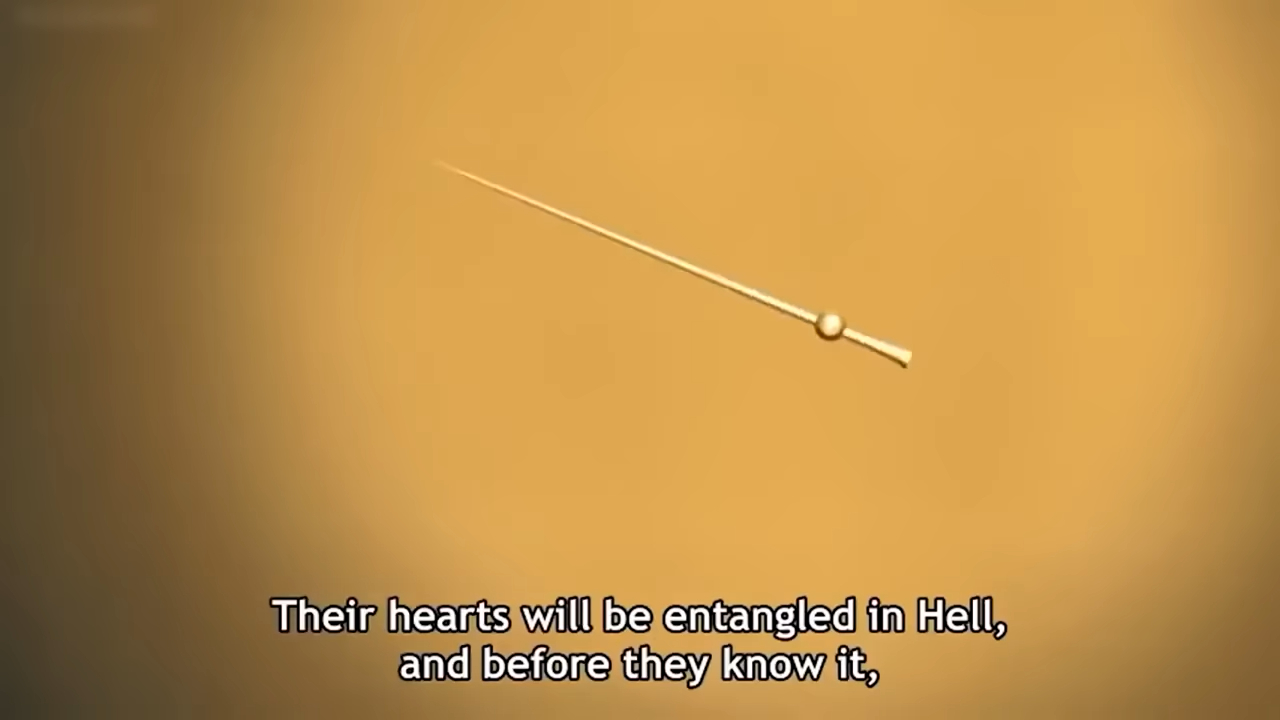 Their hearts will be entangled in Hell,
and before they know it,